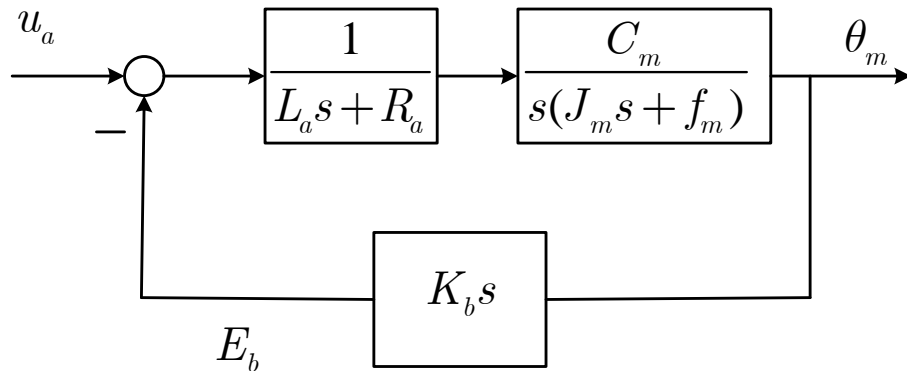 u_a
1
L_a s + R_a
C_m
s(J_m s + f_m)
θ_m
−
K_b s
E_b